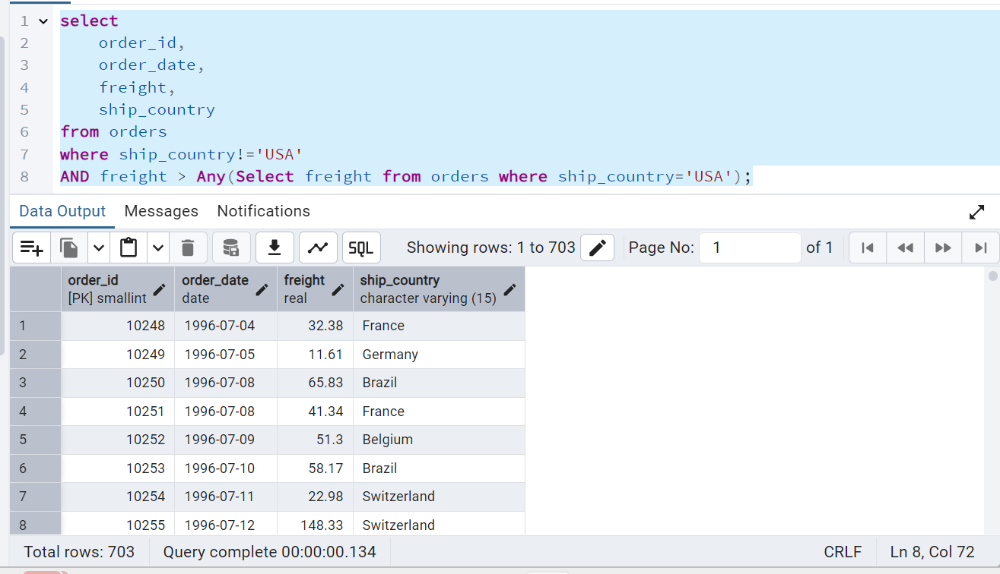 1 select
2 order_id,
3 order_date,
4 freight,
5 ship_country
6 from orders
7 where ship_country!='USA'
8 AND freight > Any(Select freight from orders where ship_country='USA');
Data Output Messages Notifications
SQL Showing rows: 1 to 703 Page No: 1 of 1
order_id order_date freight ship_country
[PK] smallint date real character varying (15)
1 10248 1996-07-04 32.38 France
2 10249 1996-07-05 11.61 Germany
3 10250 1996-07-08 65.83 Brazil
4 10251 1996-07-08 41.34 France
5 10252 1996-07-09 51.3 Belgium
6 10253 1996-07-10 58.17 Brazil
7 10254 1996-07-11 22.98 Switzerland
8 10255 1996-07-12 148.33 Switzerland
Total rows: 703 Query complete 00:00:00.134 CRLF Ln 8, Col 72